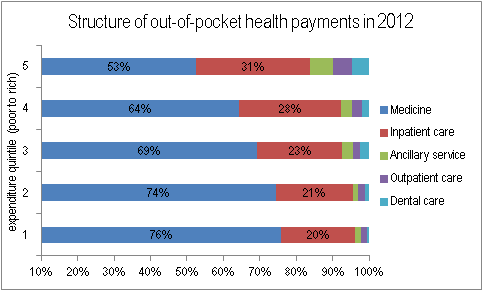 Structure of out-of-pocket health payments in 2012
expenditure quintile (poor to rich)
5
53%
31%
4
64%
28%
3
69%
23%
2
74%
21%
1
76%
20%
10% 20% 30% 40% 50% 60% 70% 80% 90% 100%
Medicine
Inpatient care
Ancillary service
Outpatient care
Dental care